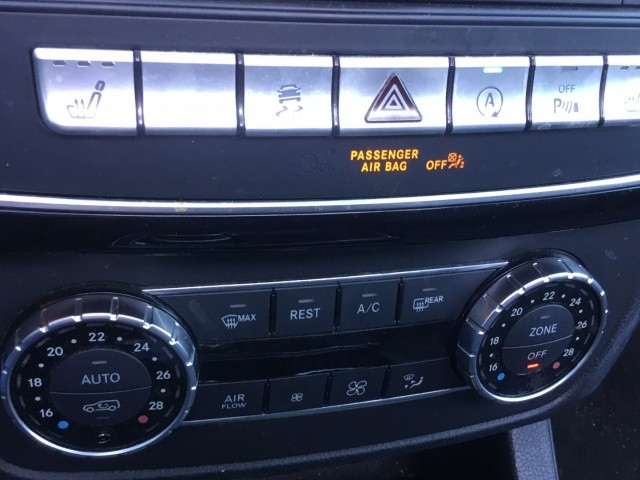 OFF
A
P
PASSENGER
AIR BAG OFF 2
MAX REST A/C REAR
22
20 24
18 AUTO 26
16 28
22
20 24
18 ZONE 26
16 OFF 28
AIR
FLOW